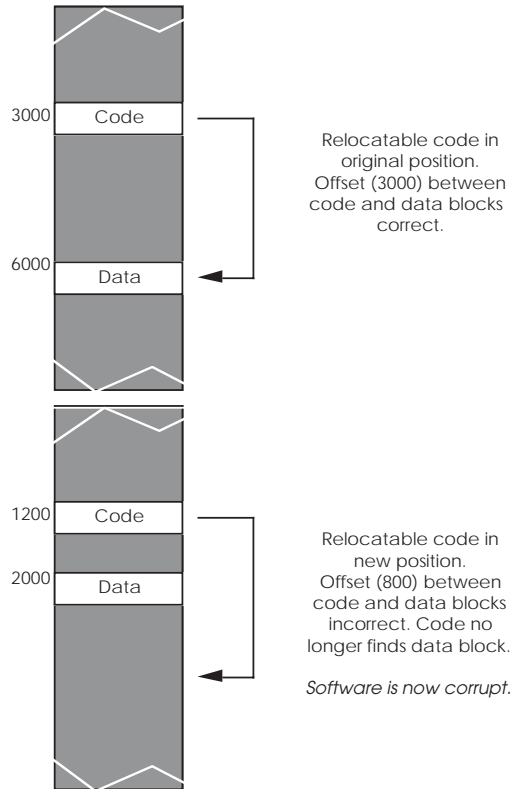 3000
Code
Relocatable code in
original position.
Offset (3000) between
code and data blocks
correct.
6000
Data
1200
Code
Relocatable code in
new position.
Offset (800) between
code and data blocks
incorrect. Code no
longer finds data block.
2000
Data
Software is now corrupt.